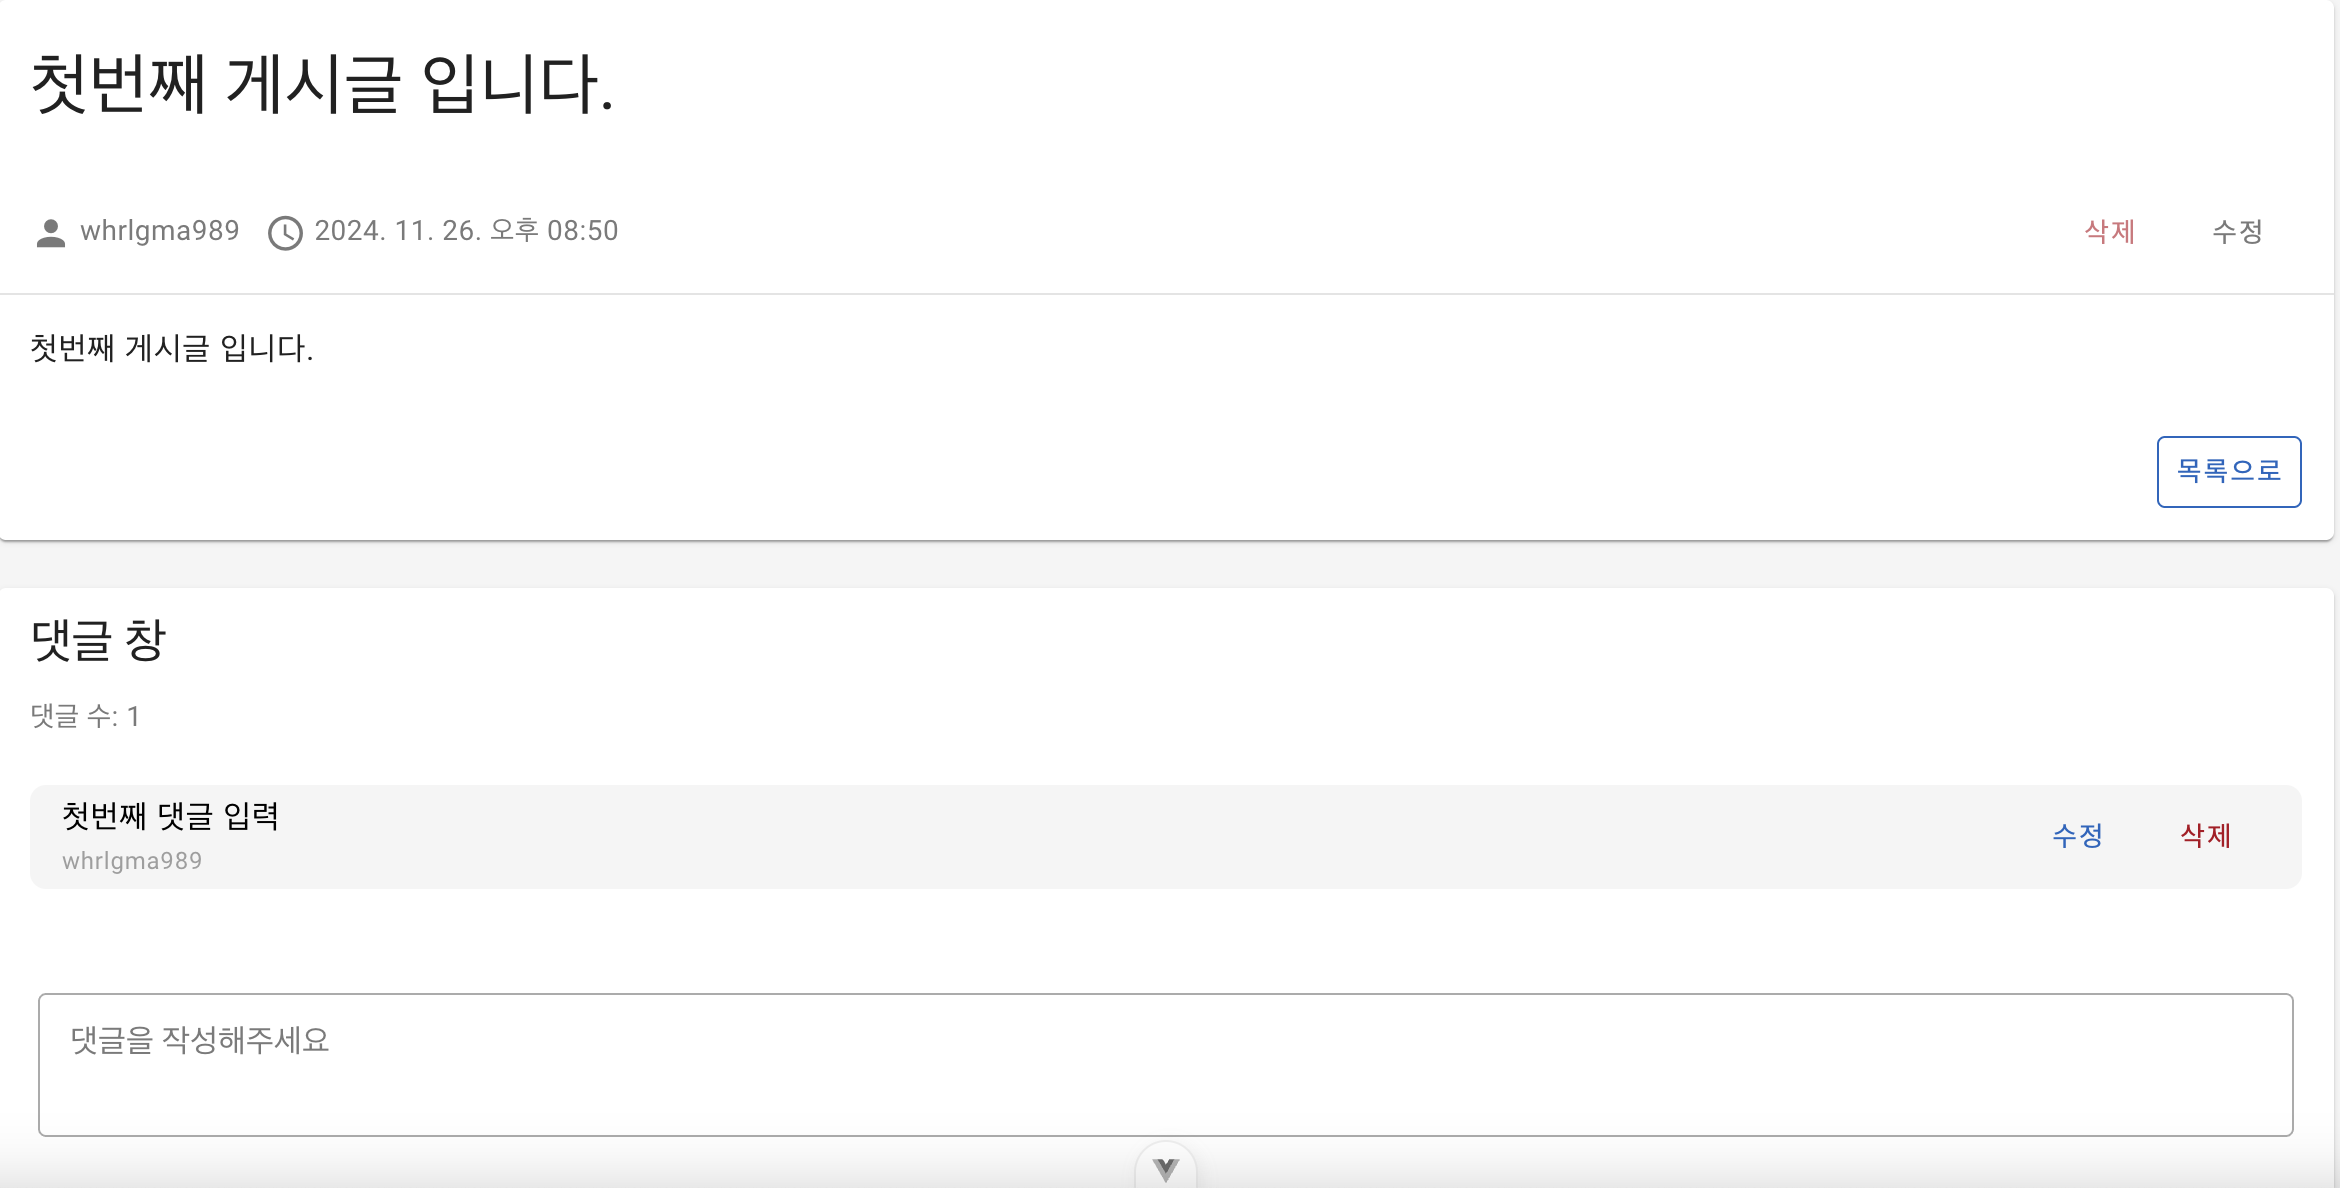 첫번째 게시글 입니다.
whrlgma989 2024. 11. 26. 오후 08:50 삭제 수정
첫번째 게시글 입니다.
목록으로
댓글 창
댓글 수: 1
첫번째 댓글 입력
whrlgma989
수정 삭제
댓글을 작성해주세요